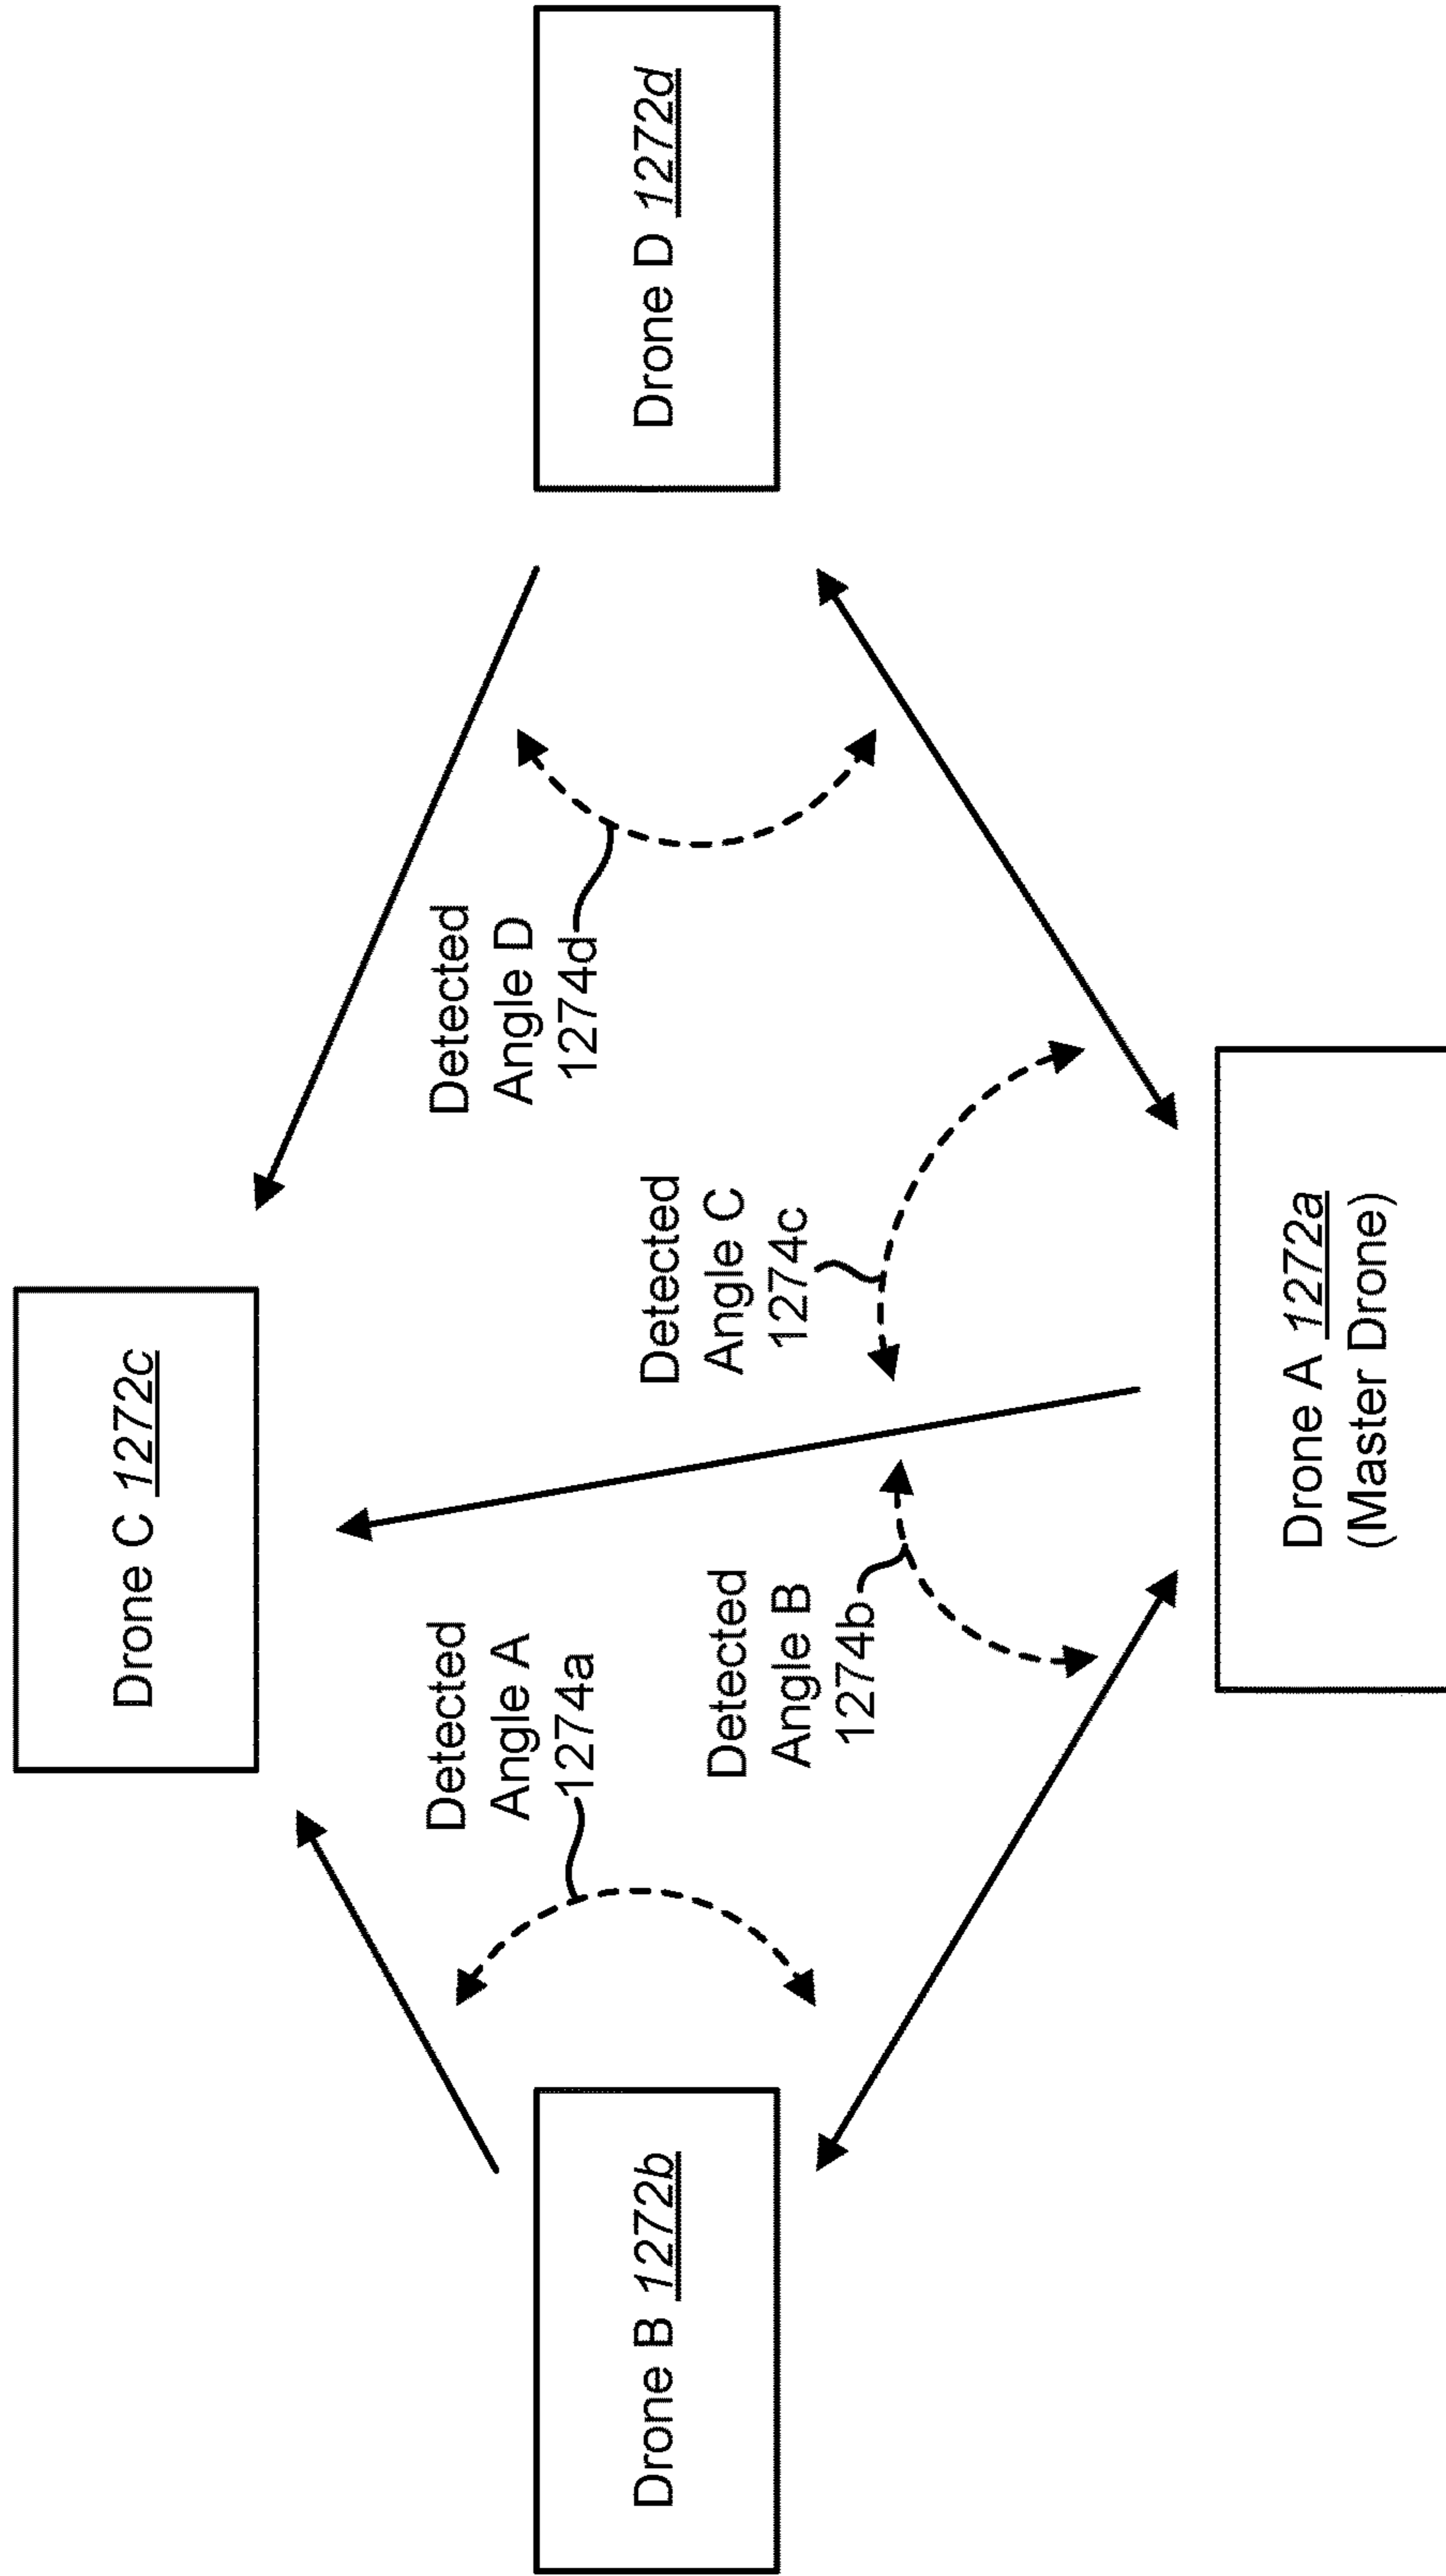 Drone C 1272c
Detected
Angle A
1274a
Detected
Angle D
1274d
Drone B 1272b
Drone D 1272d
Detected
Angle B
1274b
Detected
Angle C
1274c
Drone A 1272a
(Master Drone)